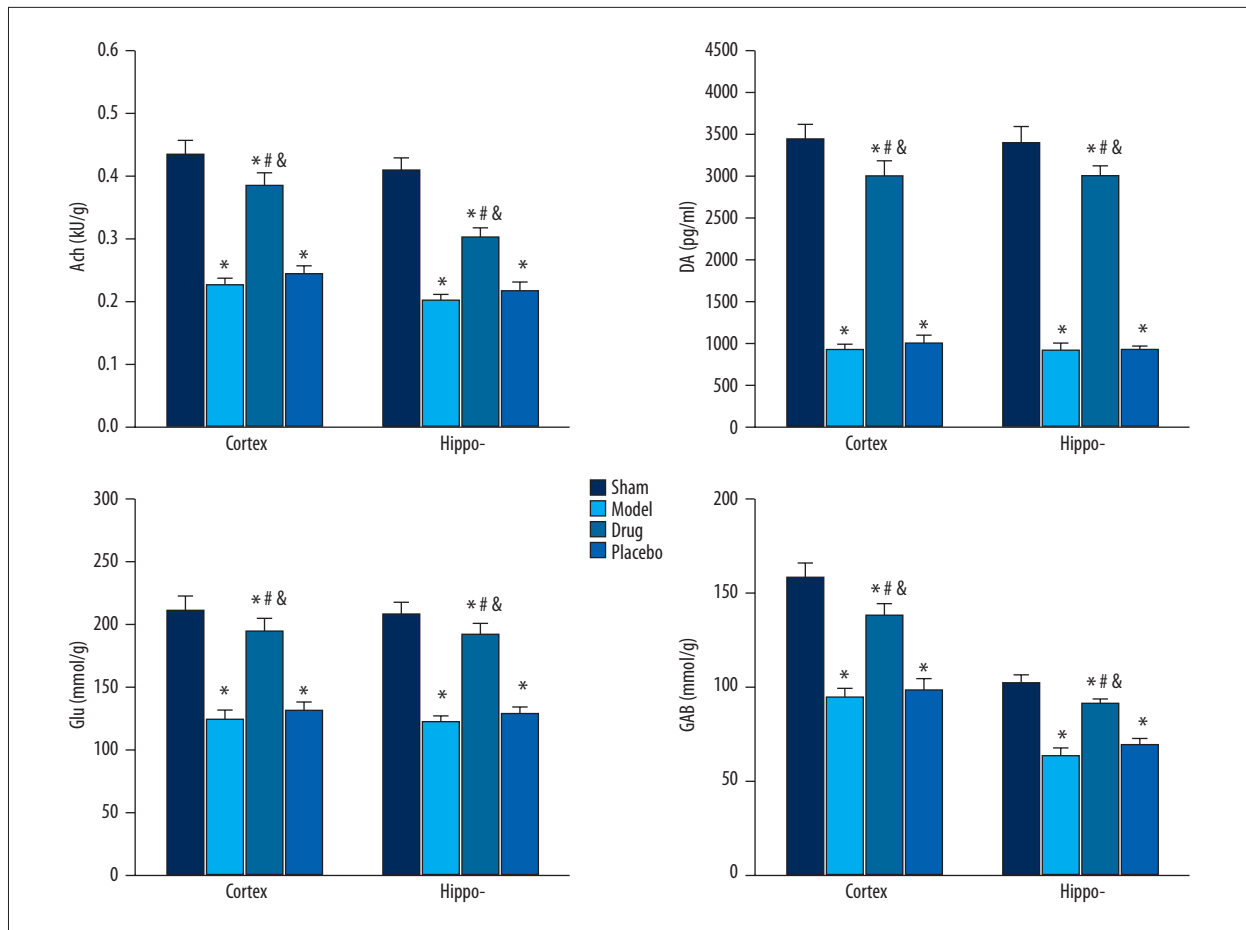 0.6
0.5
0.4
0.3
0.2
0.1
0.0
Ach (kU/g)
* * # & *
* * # & *
Cortex Hippo-
4500
4000
3500
3000
2500
2000
1500
1000
500
0
DA (pg/ml)
* * # & *
* * # & *
Cortex Hippo-
Sham
Model
Drug
Placebo
300
250
200
150
100
50
0
Glu (mmol/g)
* * # & *
* * # & *
Cortex Hippo-
200
150
100
50
0
GAB (mmol/g)
* * # & *
* * # & *
Cortex Hippo-